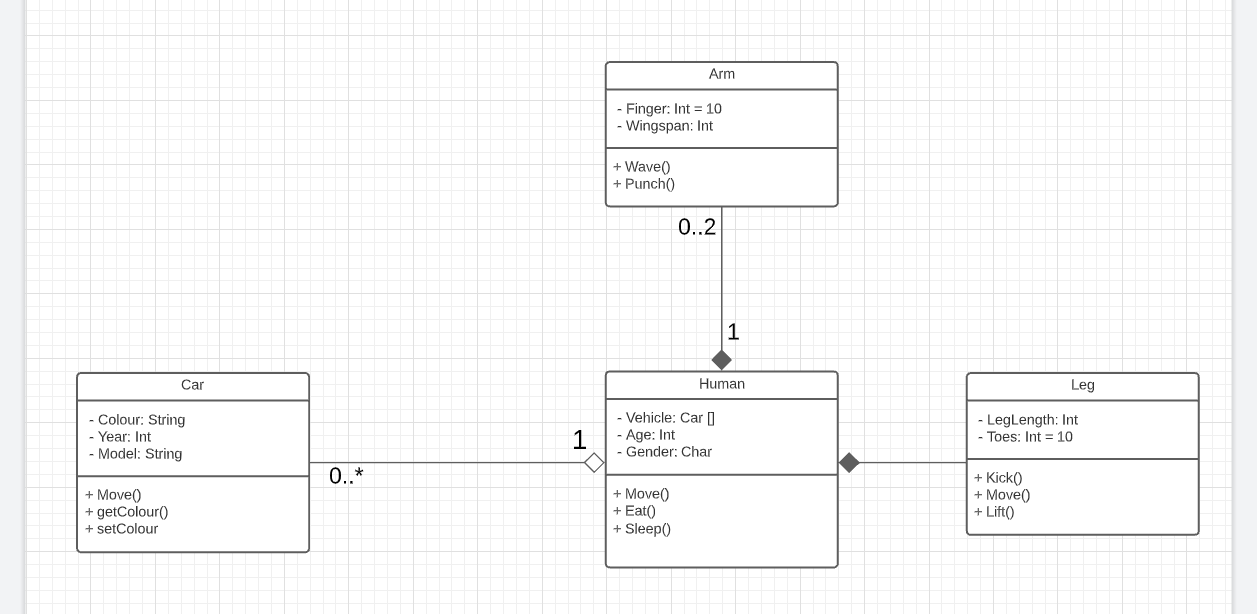 Arm
- Finger: Int = 10
- Wingspan: Int
+ Wave()
+ Punch()
0..2
1
Car
- Colour: String
- Year: Int
- Model: String
+ Move()
+ getColour()
+ setColour
0..*
1
Human
- Vehicle: Car []
- Age: Int
- Gender: Char
+ Move()
+ Eat()
+ Sleep()
Leg
- LegLength: Int
- Toes: Int = 10
+ Kick()
+ Move()
+ Lift()